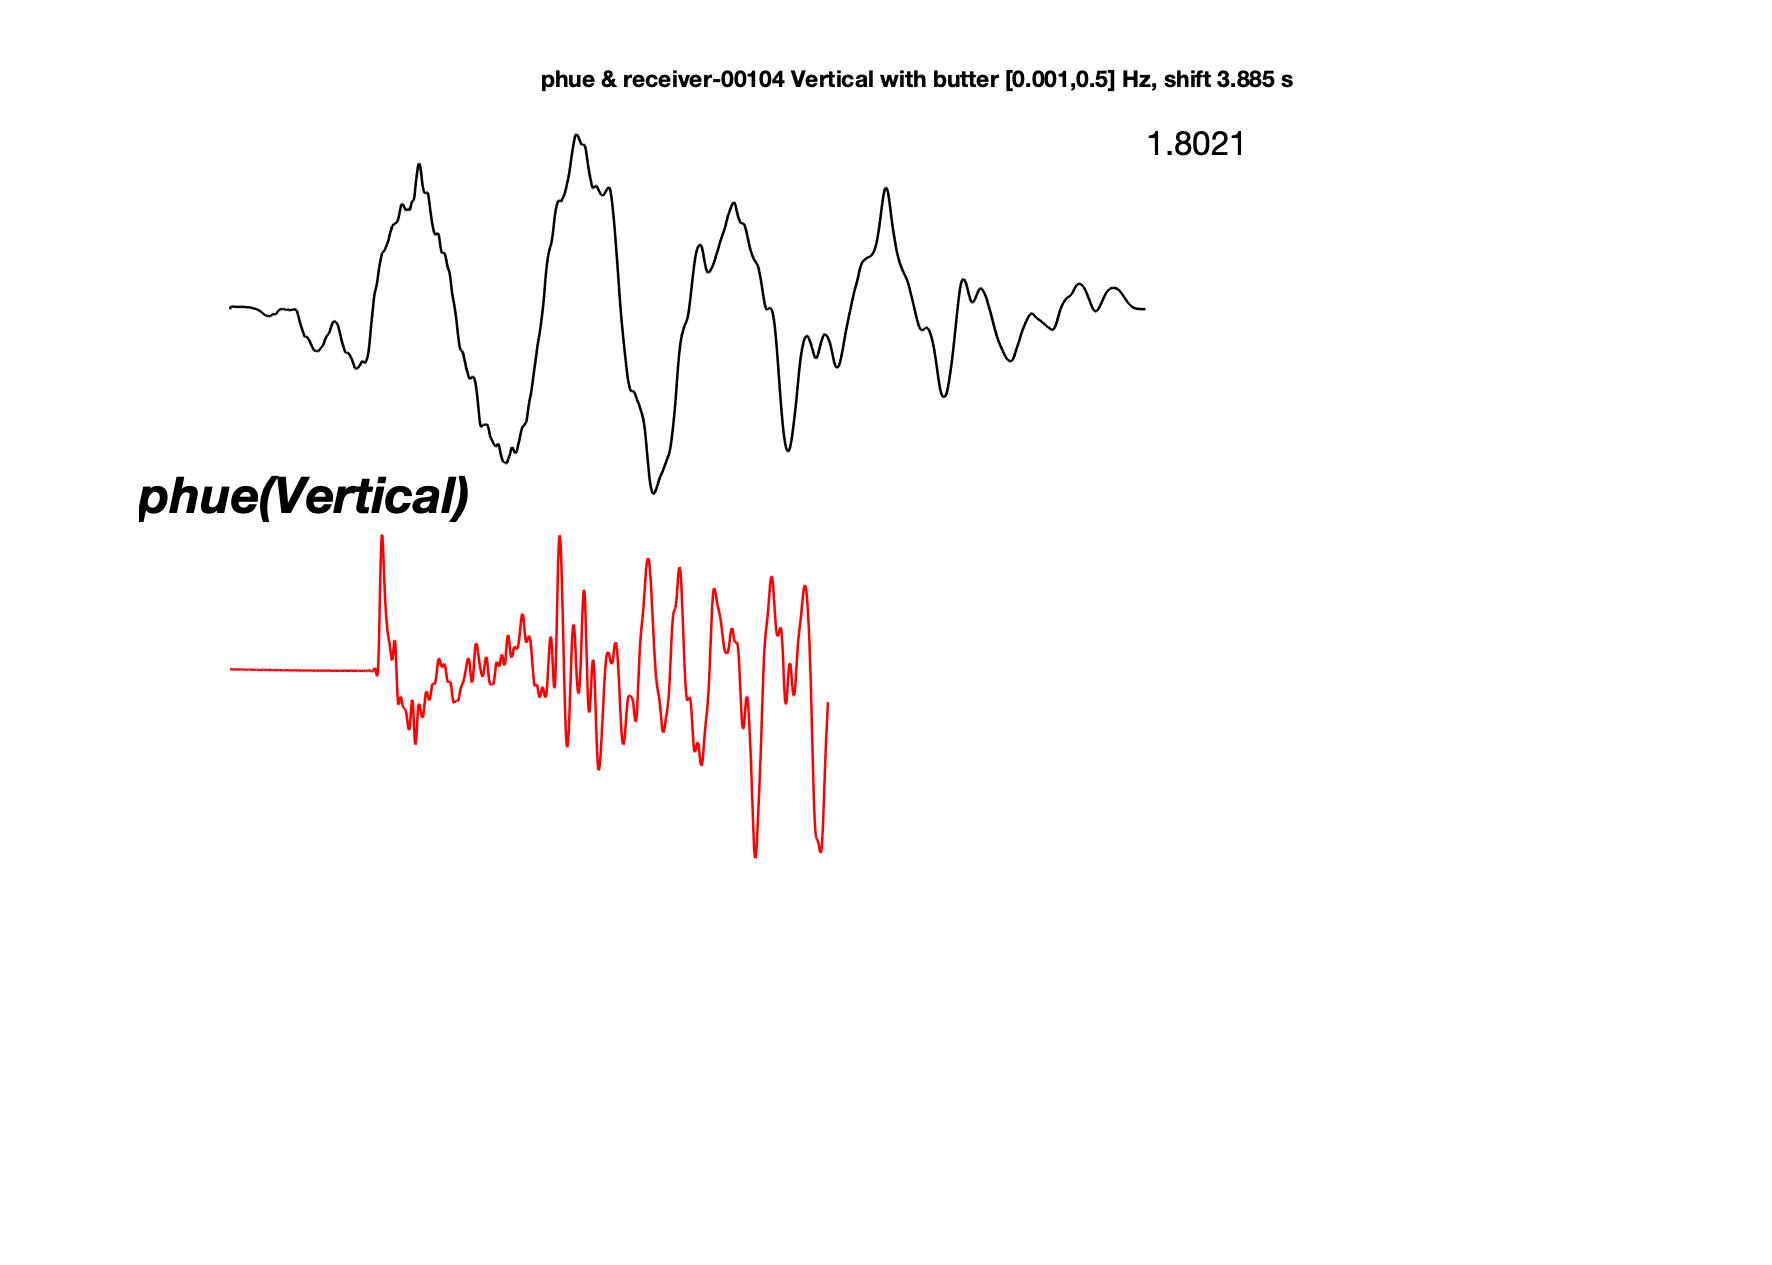 phue & receiver-00104 Vertical with butter [0.001,0.5] Hz, shift 3.885 s
1.8021
phue(Vertical)